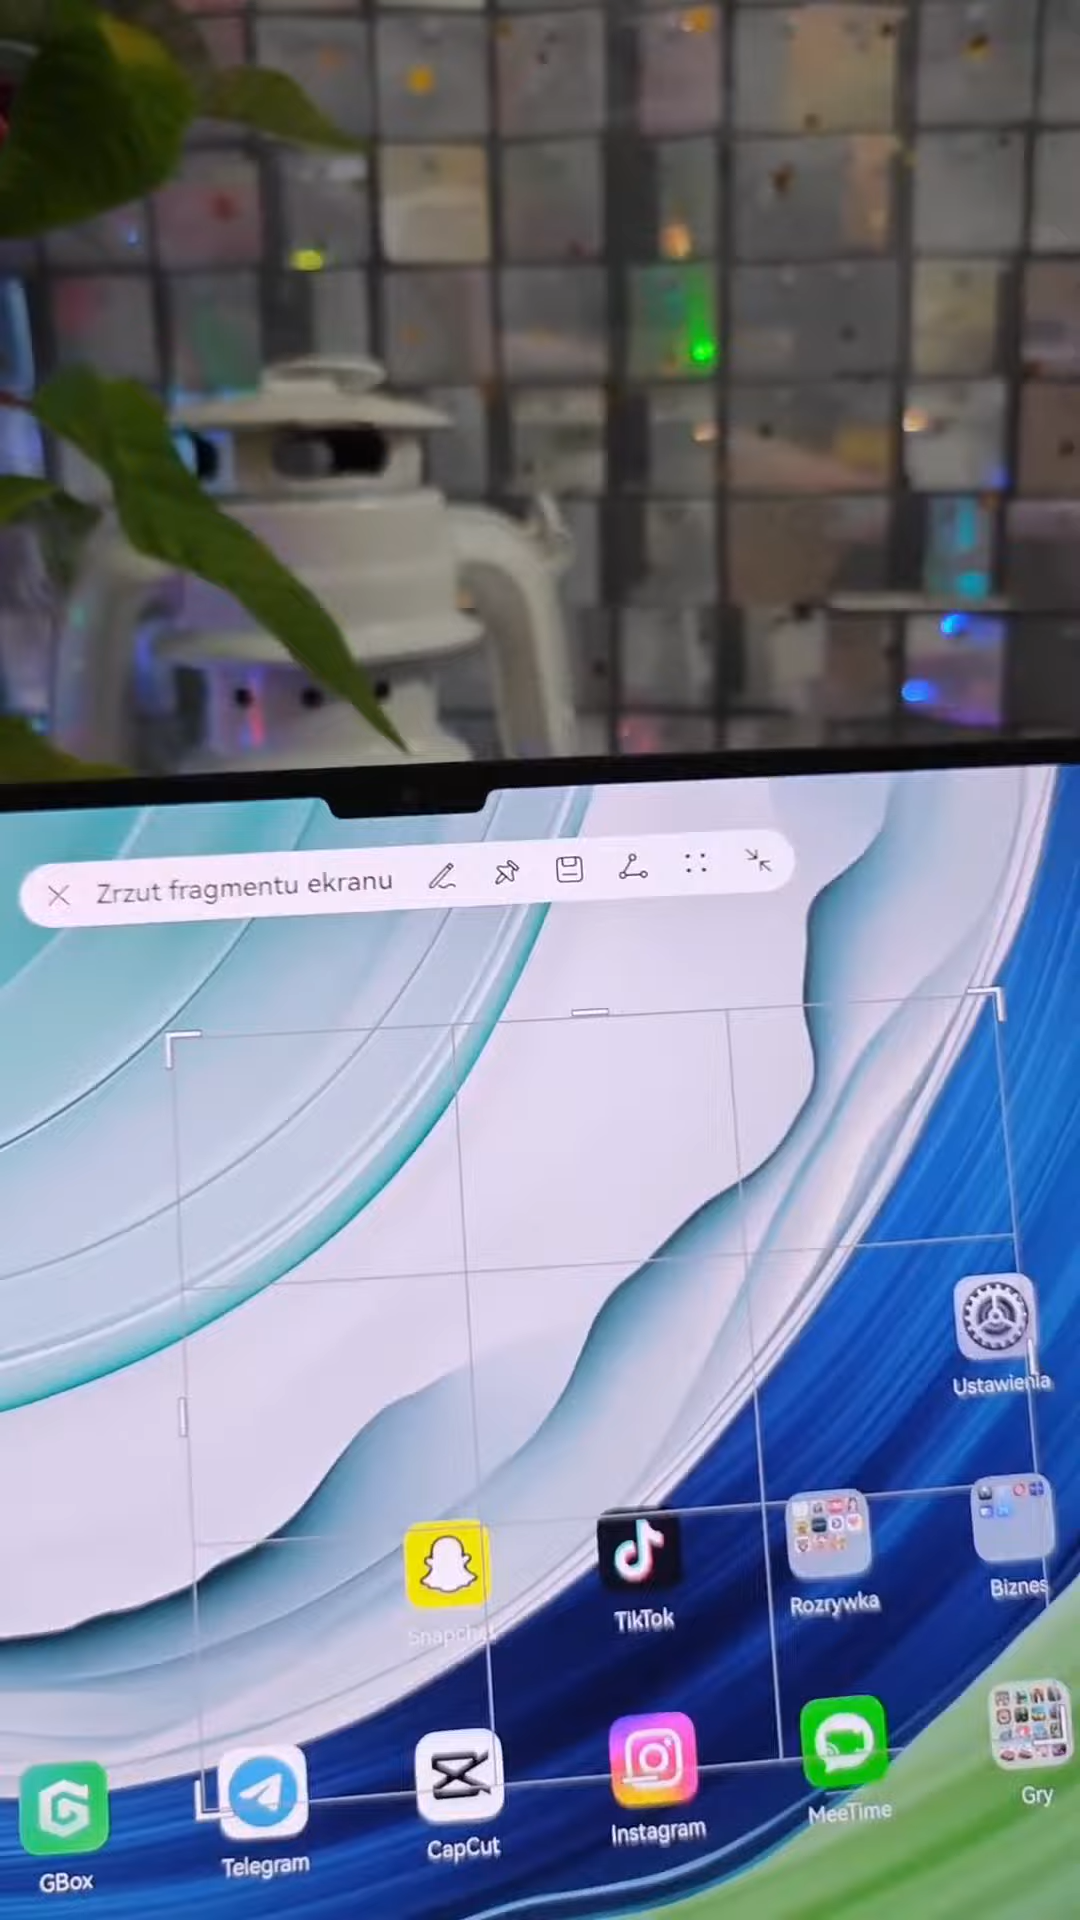 Zrzut fragmentu ekranu
Ustawienia
Snapchat
TikTok
Rozrywka
Biznes
GBox
Telegram
CapCut
Instagram
MeeTime
Gry